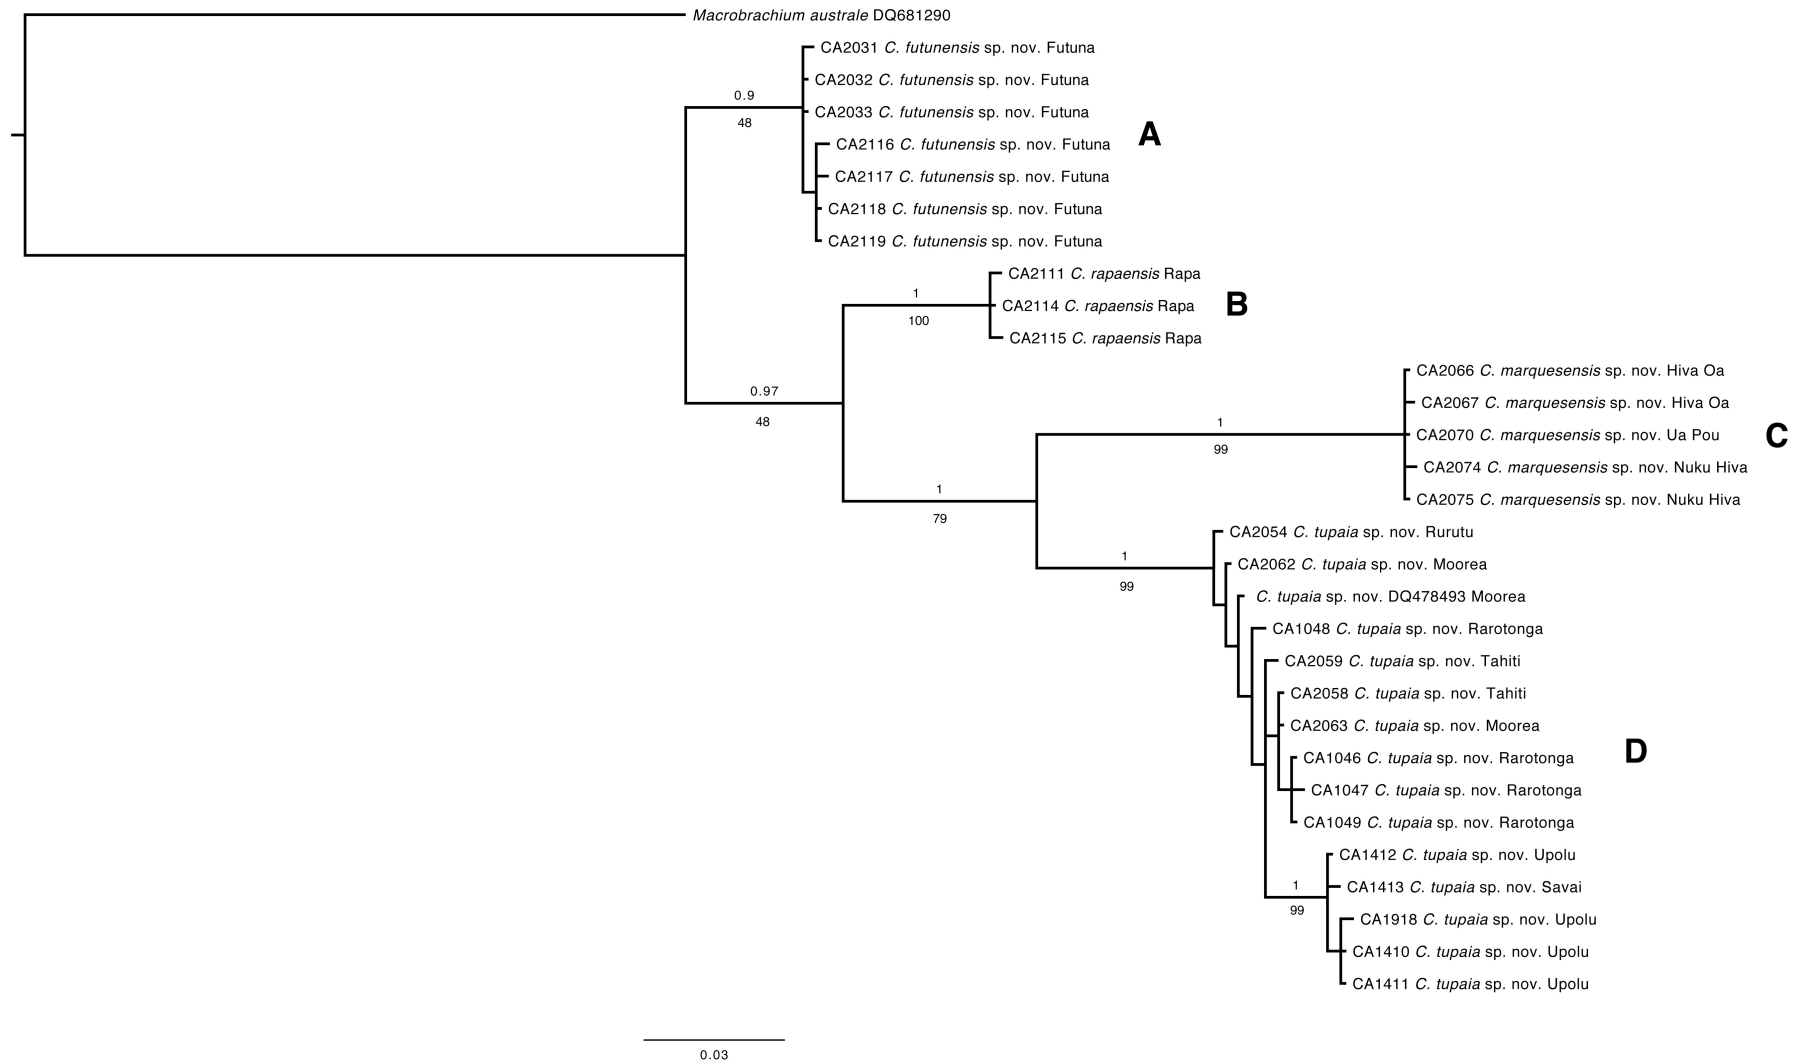 Macrobrachium australe DQ681290
CA2031 C. futunensis sp. nov. Futuna
CA2032 C. futunensis sp. nov. Futuna
0.9
CA2033 C. futunensis sp. nov. Futuna
48
A
CA2116 C. futunensis sp. nov. Futuna
CA2117 C. futunensis sp. nov. Futuna
CA2118 C. futunensis sp. nov. Futuna
CA2119 C. futunensis sp. nov. Futuna
CA2111 C. rapaensis Rapa
1
CA2114 C. rapaensis Rapa
B
100
CA2115 C. rapaensis Rapa
CA2066 C. marquesensis sp. nov. Hiva Oa
0.97
CA2067 C. marquesensis sp. nov. Hiva Oa
48
1
CA2070 C. marquesensis sp. nov. Ua Pou
C
99
CA2074 C. marquesensis sp. nov. Nuku Hiva
1
CA2075 C. marquesensis sp. nov. Nuku Hiva
79
CA2054 C. tupaia sp. nov. Rurutu
1
CA2062 C. tupaia sp. nov. Moorea
99
C. tupaia sp. nov. DQ478493 Moorea
CA1048 C. tupaia sp. nov. Rarotonga
CA2059 C. tupaia sp. nov. Tahiti
CA2058 C. tupaia sp. nov. Tahiti
CA2063 C. tupaia sp. nov. Moorea
D
CA1046 C. tupaia sp. nov. Rarotonga
CA1047 C. tupaia sp. nov. Rarotonga
CA1049 C. tupaia sp. nov. Rarotonga
CA1412 C. tupaia sp. nov. Upolu
1
CA1413 C. tupaia sp. nov. Savai
99
CA1918 C. tupaia sp. nov. Upolu
CA1410 C. tupaia sp. nov. Upolu
CA1411 C. tupaia sp. nov. Upolu
0.03